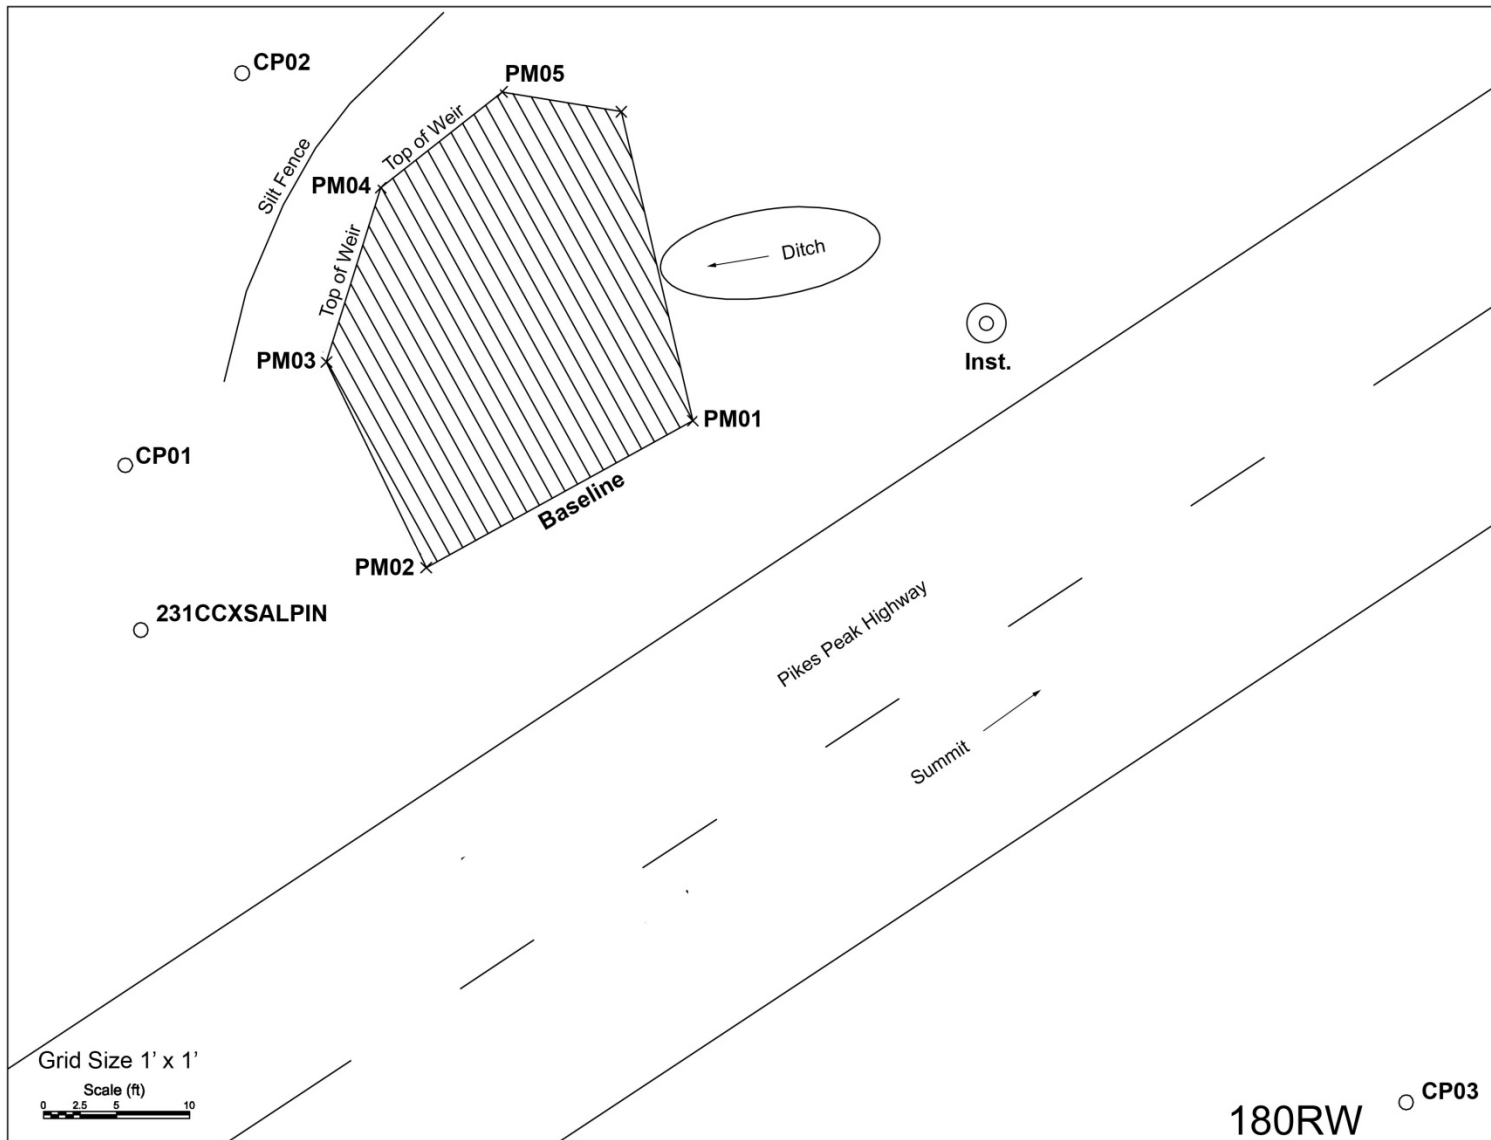 CP02
PM05
Top of Weir
Silt Fence
PM04
Ditch
Top of Weir
PM03
Inst.
PM01
CP01
Baseline
PM02
231CCXSALPIN
Pikes Peak Highway
Summit
Grid Size 1’ x 1’
Scale (ft)
0 2.5 5 10
CP03
180RW